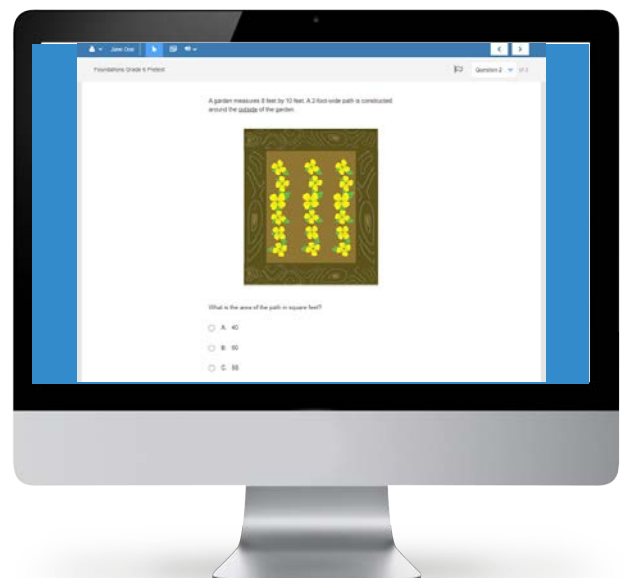 Jane Doe
Foundations Grade 6 Pretest
Question 2 of 2
A garden measures 8 feet by 10 feet. A 2-foot-wide path is constructed
around the outside of the garden.
What is the area of the path in square feet?
A. 40
B. 80
C. 88